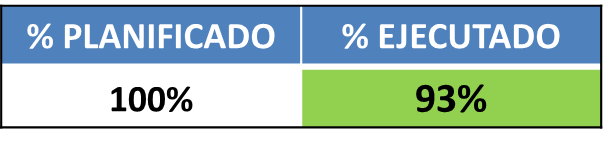 % PLANIFICADO % EJECUTADO
100% 93%